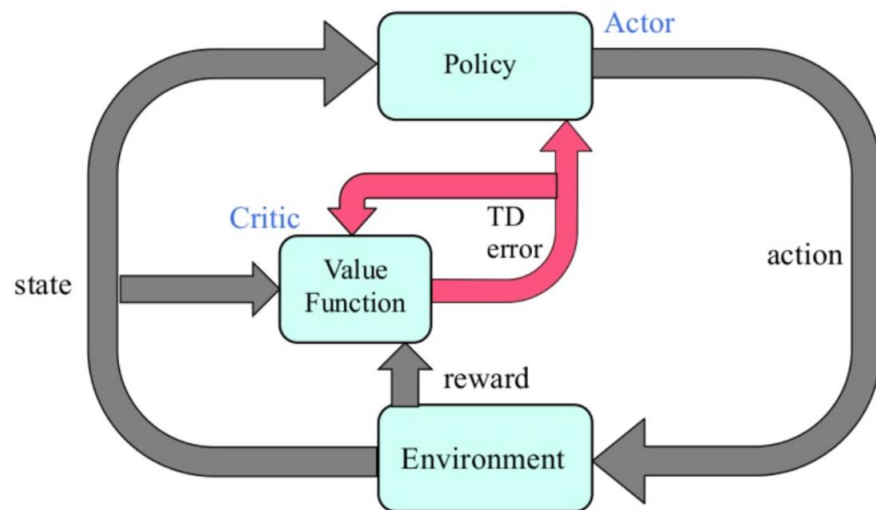 Actor
Policy
Critic
TD
error
Value
Function
state
action
reward
Environment